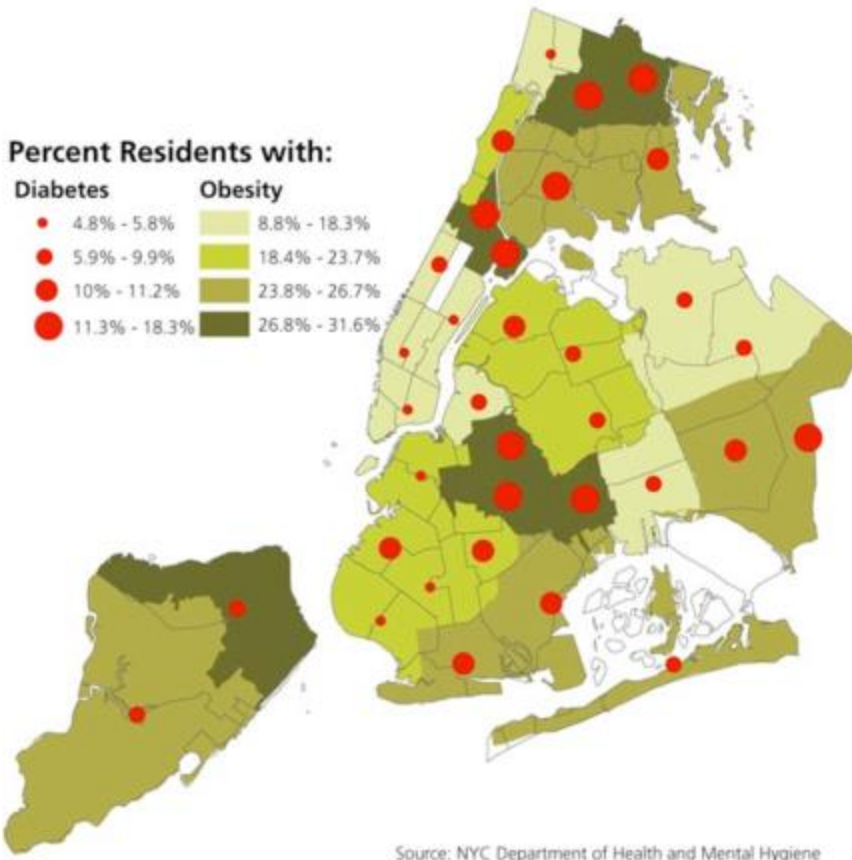 Percent Residents with:
Diabetes Obesity
4.8% - 5.8% 8.8% - 18.3%
5.9% - 9.9% 18.4% - 23.7%
10% - 11.2% 23.8% - 26.7%
11.3% - 18.3% 26.8% - 31.6%
Source: NYC Department of Health and Mental Hygiene